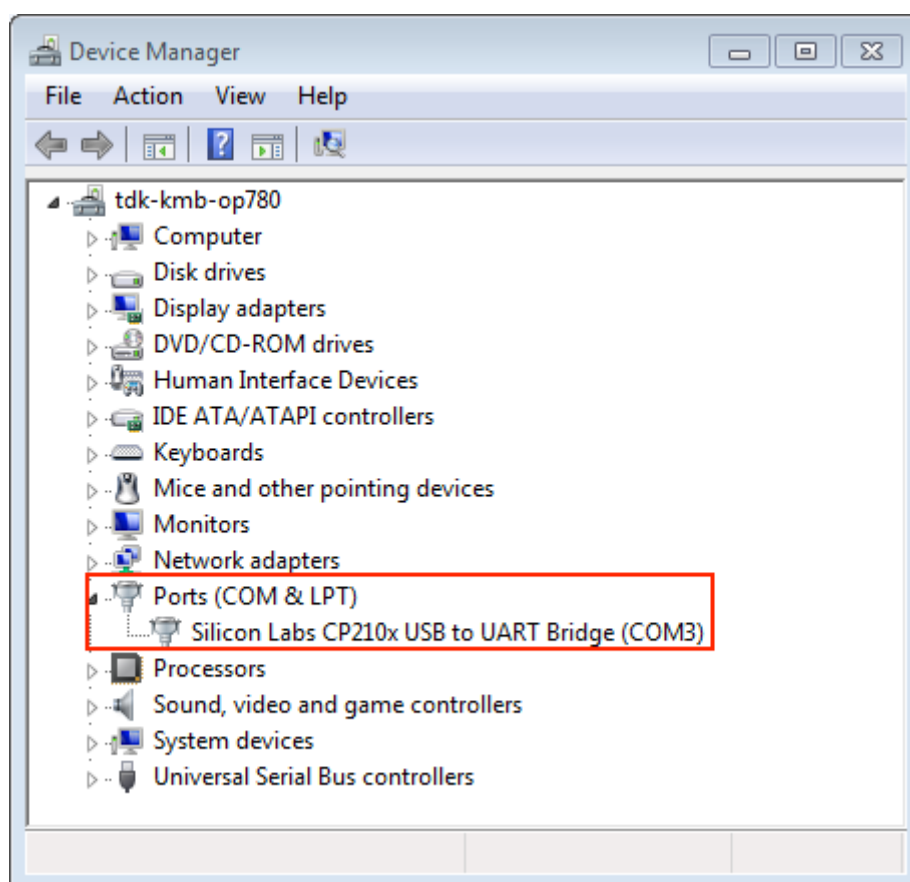 Device Manager
File Action View Help
tdk-kmb-op780
Computer
Disk drives
Display adapters
DVD/CD-ROM drives
Human Interface Devices
IDE ATA/ATAPI controllers
Keyboards
Mice and other pointing devices
Monitors
Network adapters
Ports (COM & LPT)
Silicon Labs CP210x USB to UART Bridge (COM3)
Processors
Sound, video and game controllers
System devices
Universal Serial Bus controllers